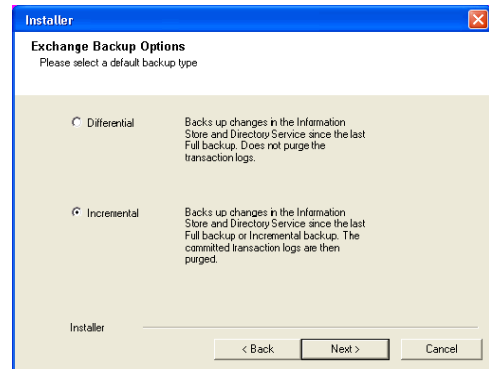 Installer
Exchange Backup Options
Please select a default backup type
Differential
Backs up changes in the Information
Store and Directory Service since the last
Full backup. Does not purge the
transaction logs.
Incremental
Backs up changes in the Information
Store and Directory Service since the last
Full backup or Incremental backup. The
committed transaction logs are then
purged.
Installer
< Back
Next >
Cancel